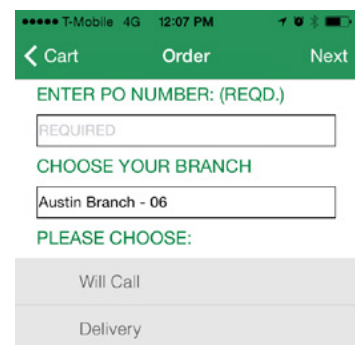 T-Mobile 4G 12:07 PM
Cart Order Next
ENTER PO NUMBER: (REQD.)
REQUIRED
CHOOSE YOUR BRANCH
Austin Branch - 06
PLEASE CHOOSE:
Will Call
Delivery